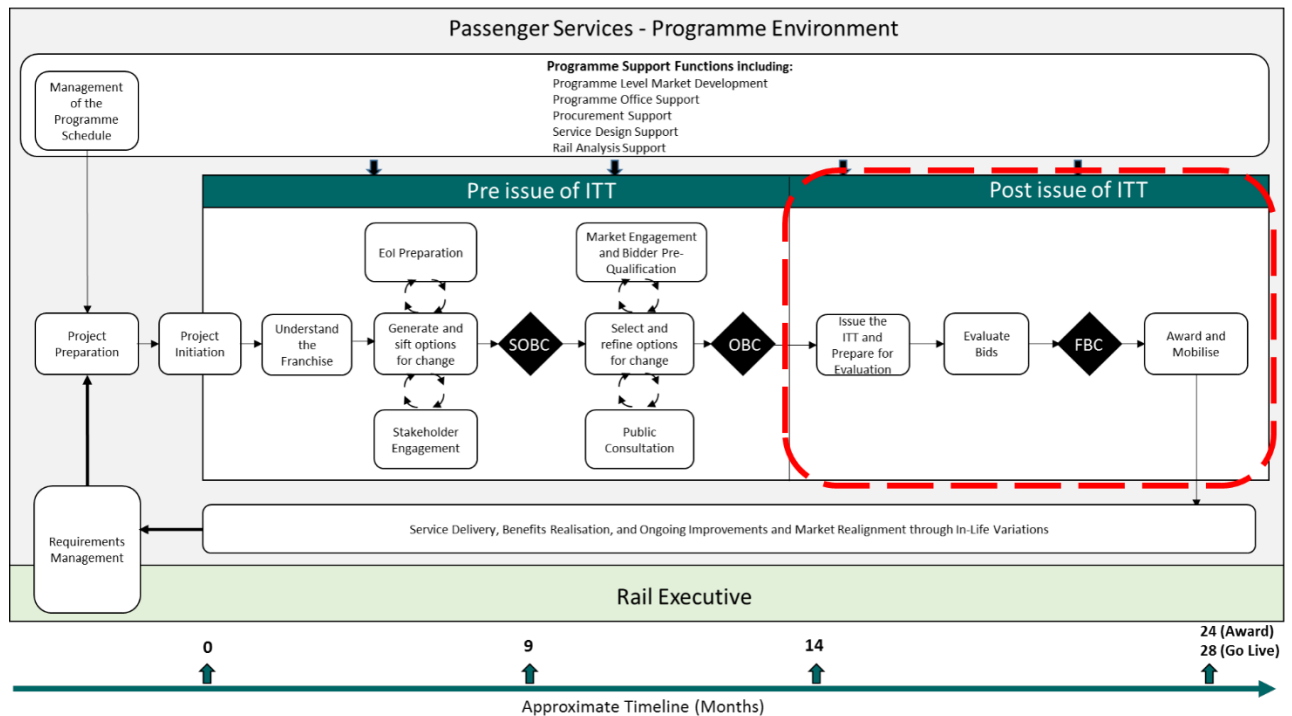 Passenger Services - Programme Environment
Programme Support Functions including:
Programme Level Market Development
Programme Office Support
Procurement Support
Service Design Support
Rail Analysis Support
Management
of the
Programme
Schedule
Pre issue of ITT
Post issue of ITT
EoI Preparation
Market Engagement
and Bidder Pre-
Qualification
Project
Preparation
Project
Initiation
Understand
the
Franchise
Generate and
sift options
for change
SOBC
Select and
refine options
for change
OBC
Issue the
ITT and
Prepare for
Evaluation
Evaluate
Bids
FBC
Award and
Mobilise
Stakeholder
Engagement
Public
Consultation
Requirements
Management
Service Delivery, Benefits Realisation, and Ongoing Improvements and Market Realignment through In-Life Variations
Rail Executive
0
9
14
24 (Award)
28 (Go Live)
Approximate Timeline (Months)